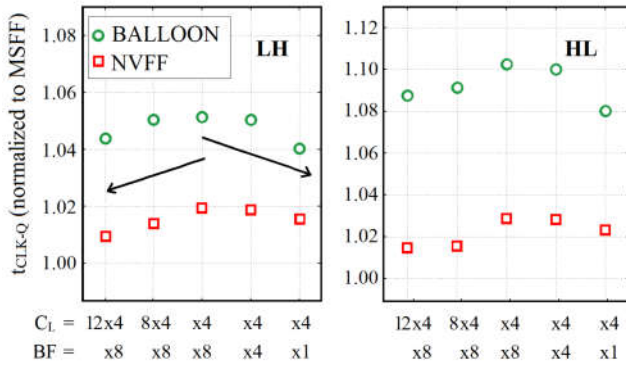 t_CLK-Q (normalized to MSFF)
1.08
1.06
1.04
1.02
1.00
BALLOON
NVFF
LH
1.12
1.10
1.08
1.06
1.04
1.02
1.00
HL
C_L = 12x4 8x4 x4 x4 x4
BF = x8 x8 x8 x4 x1
12x4 8x4 x4 x4 x4
x8 x8 x8 x4 x1